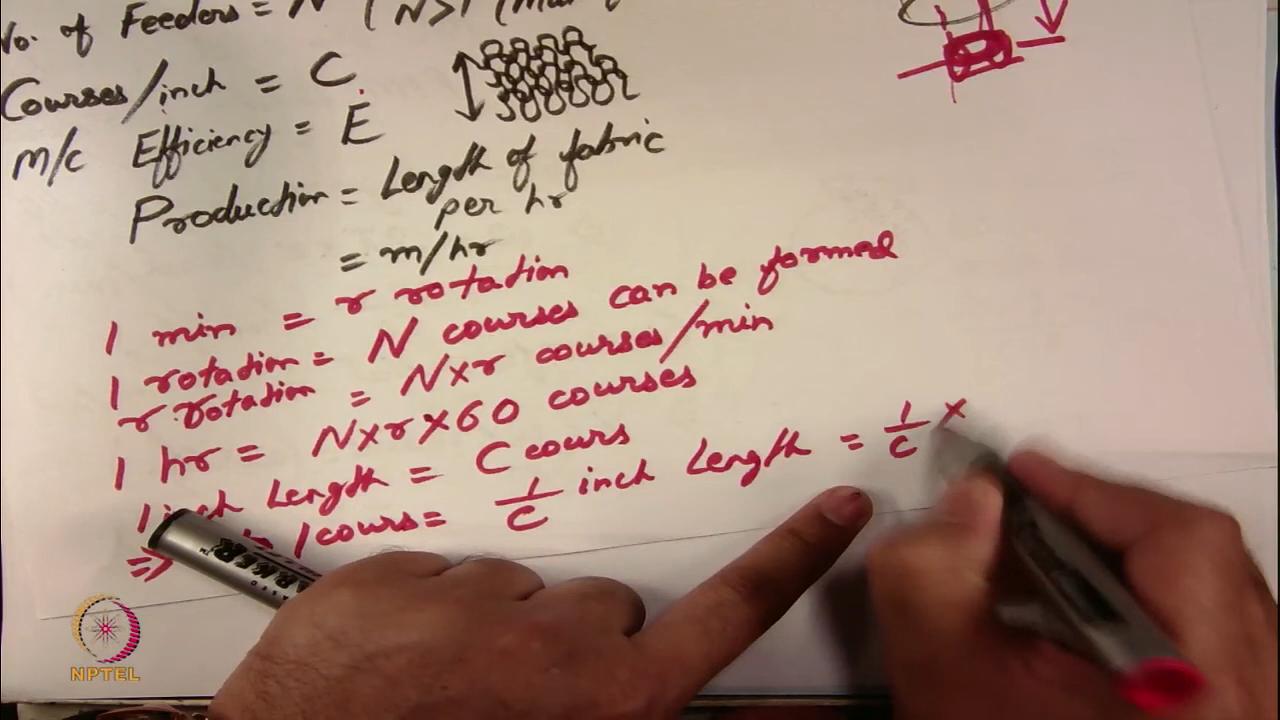 No. of Feeders = N (N>1
Courses/inch = C
M/c Efficiency = E
Production = Length of fabric
per hr
= m/hr
1 min = r rotation
1 rotation = N courses can be formed
r rotation = N×r courses/min
1 hr = N×r×60 courses
1 inch Length = C cours
⇒ 1 cours = 1/C inch Length = 1/C ×
NPTEL